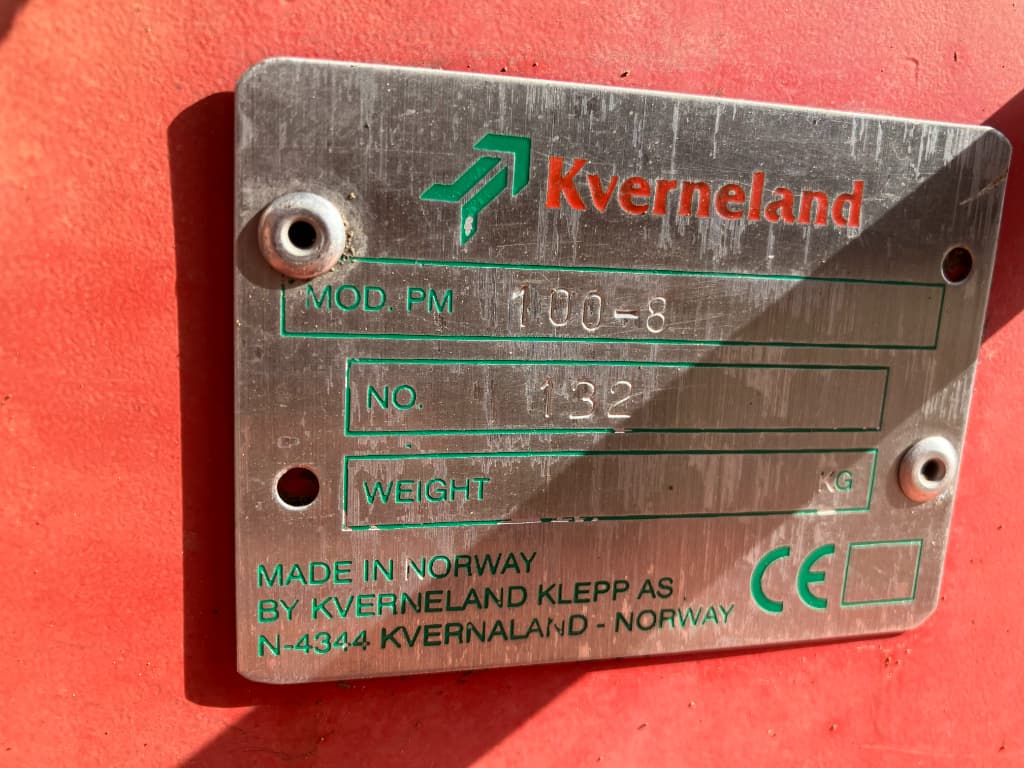 Kverneland
MOD. PM 100-8
NO. 132
WEIGHT KG
MADE IN NORWAY
BY KVERNELAND KLEPP AS
N-4344 KVERNALAND - NORWAY
CE